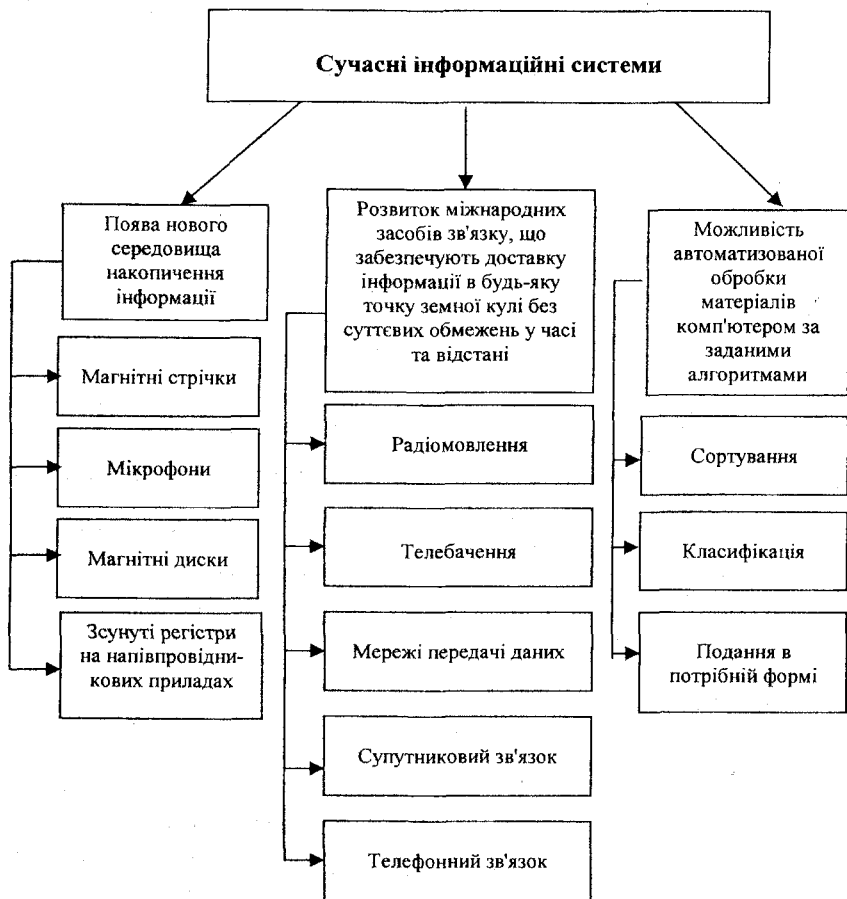 Сучасні інформаційні системи
Поява нового
середовища
накопичення
інформації
Магнітні стрічки
Мікрофони
Магнітні диски
Зсунуті регістри
на напівпровідни-
кових приладах
Розвиток міжнародних
засобів зв'язку, що
забезпечують доставку
інформації в будь-яку
точку земної кулі без
суттєвих обмежень у часі
та відстані
Радіомовлення
Телебачення
Мережі передачі даних
Супутниковий зв'язок
Телефонний зв'язок
Можливість
автоматизованої
обробки
матеріалів
комп'ютером за
заданими
алгоритмами
Сортування
Класифікація
Подання в
потрібній формі